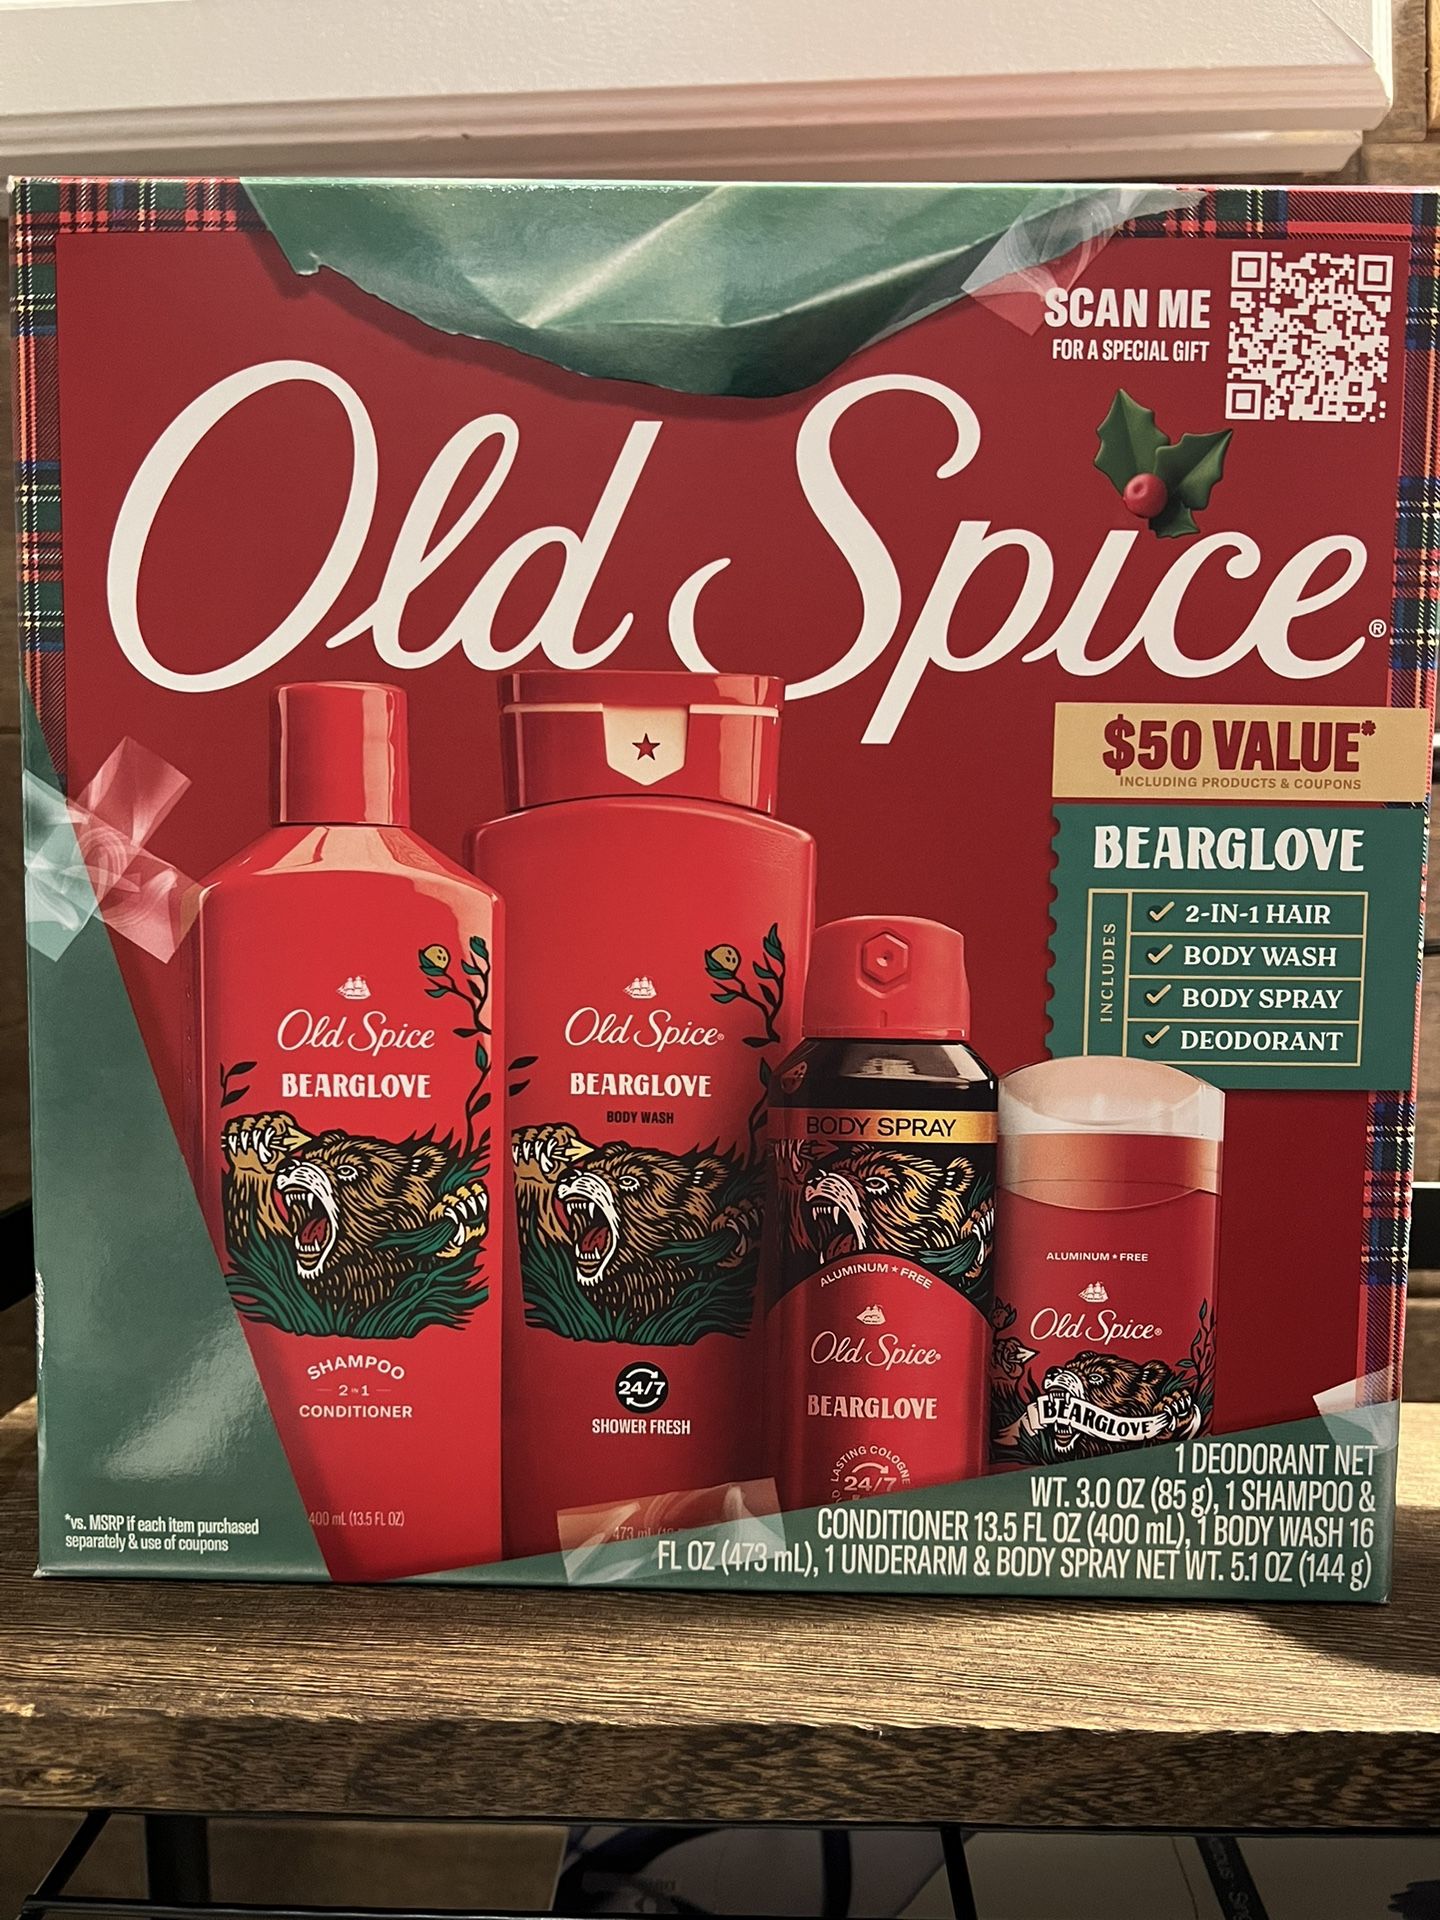 SCAN ME
FOR A SPECIAL GIFT
Old Spice®
$50 VALUE*
INCLUDING PRODUCTS & COUPONS
BEARGLOVE
INCLUDES
2-IN-1 HAIR
BODY WASH
BODY SPRAY
DEODORANT
Old Spice
BEARGLOVE
SHAMPOO
2 IN 1
CONDITIONER
400 mL (13.5 FL OZ)
Old Spice®
BEARGLOVE
BODY WASH
24/7
SHOWER FRESH
473 mL
BODY SPRAY
ALUMINUM ★ FREE
Old Spice®
BEARGLOVE
LASTING COLOGNE
24/7
ALUMINUM ★ FREE
Old Spice®
BEARGLOVE
*vs. MSRP if each item purchased
separately & use of coupons
1 DEODORANT NET
WT. 3.0 OZ (85 g), 1 SHAMPOO &
CONDITIONER 13.5 FL OZ (400 mL), 1 BODY WASH 16
FL OZ (473 mL), 1 UNDERARM & BODY SPRAY NET WT. 5.1 OZ (144 g)